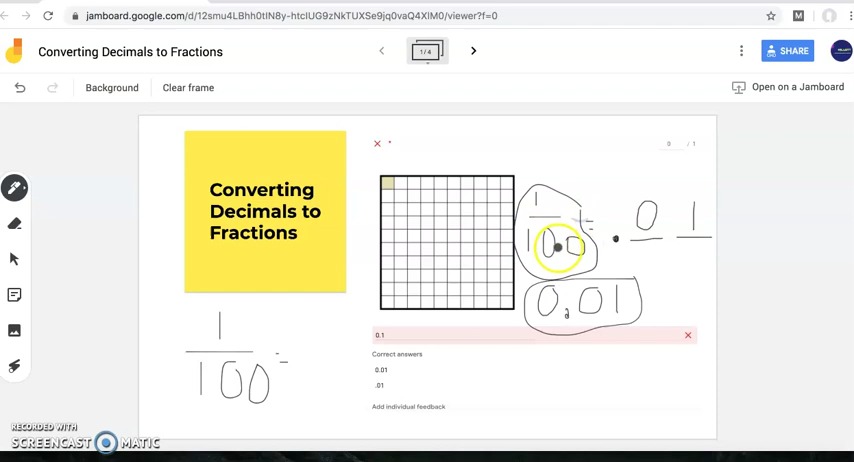 jamboard.google.com/d/12smu4LBhh0tIN8y-htcIUG9zNkTUXSe9jq0vaQ4XlM0/viewer?f=0
M
Converting Decimals to Fractions
1 / 4
SHARE
Background
Clear frame
Open on a Jamboard
Converting
Decimals to
Fractions
0 / 1
1
100
=
. 0 1
0.01
1
100
=
0.1
Correct answers
0.01
.01
Add individual feedback
RECORDED WITH
SCREENCAST MATIC